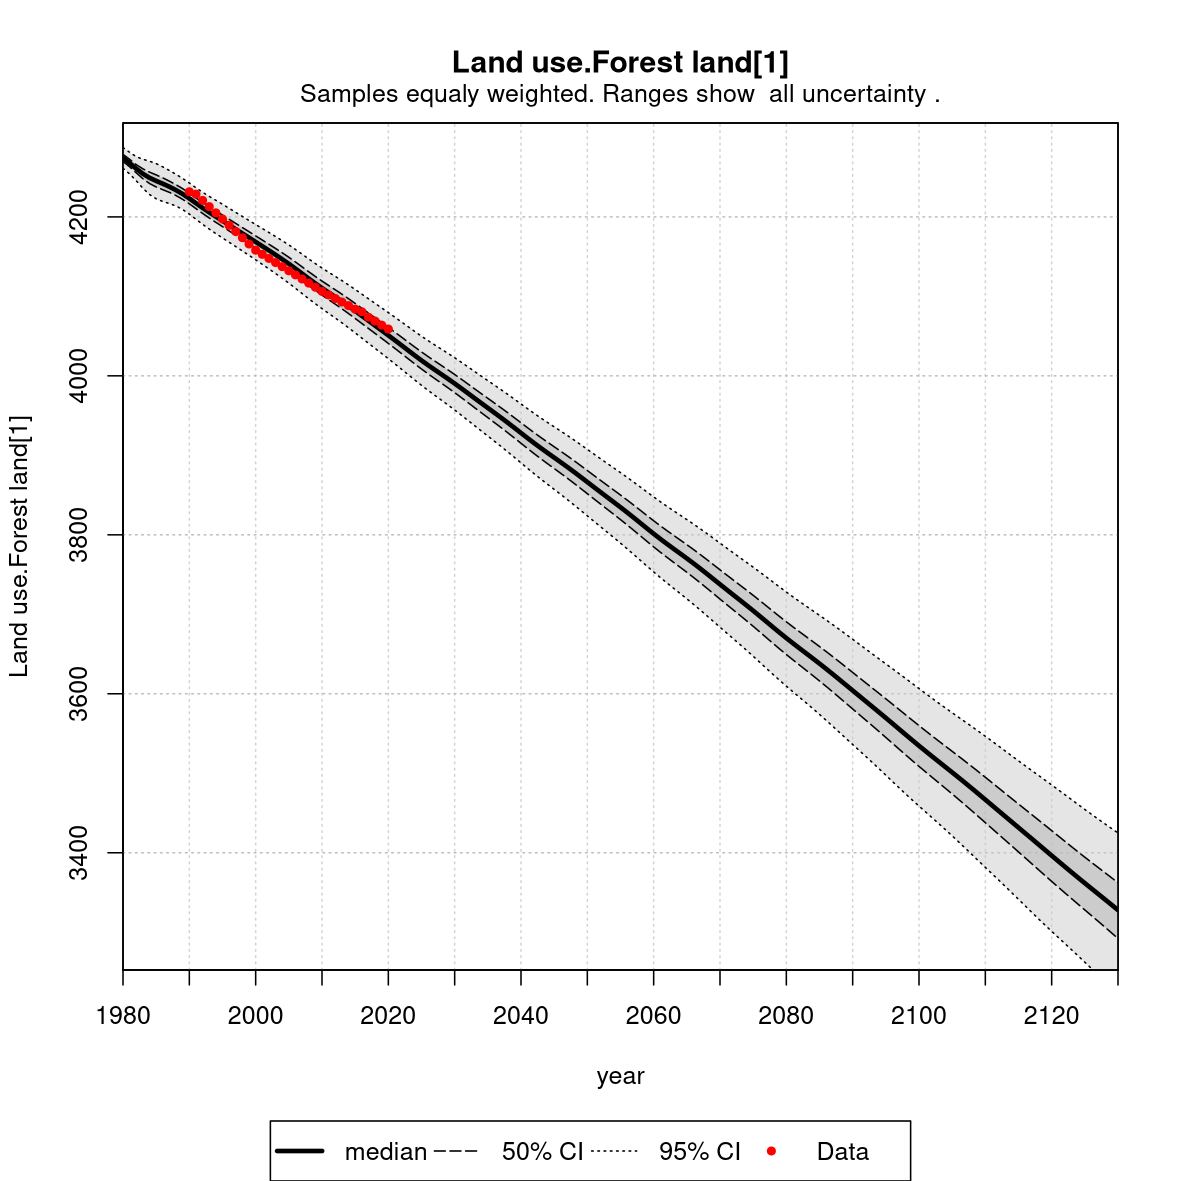 Land use.Forest land[1]
Samples equaly weighted. Ranges show  all uncertainty .
Land use.Forest land[1]
4200
4000
3800
3600
3400
1980 2000 2020 2040 2060 2080 2100 2120
year
median 50% CI 95% CI Data